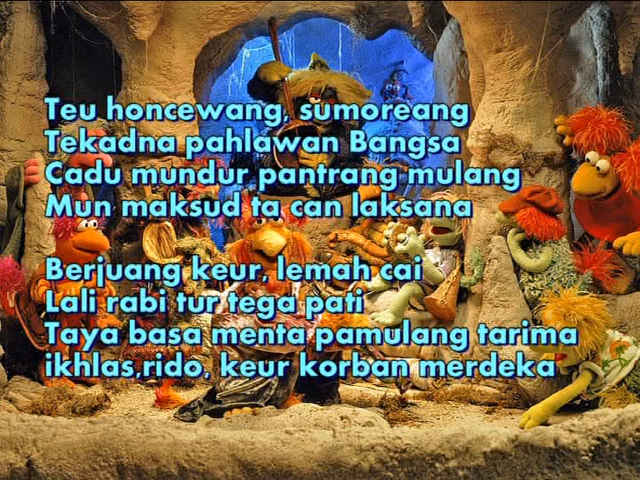 Teu honcewang, sumoreang
Tekadna pahlawan Bangsa
Cadu mundur pantrang mulang
Mun maksud ta can laksana
Berjuang keur, lemah cai
Lali rabi tur tega pati
Taya basa menta pamulang tarima
ikhlas,rido, keur korban merdeka